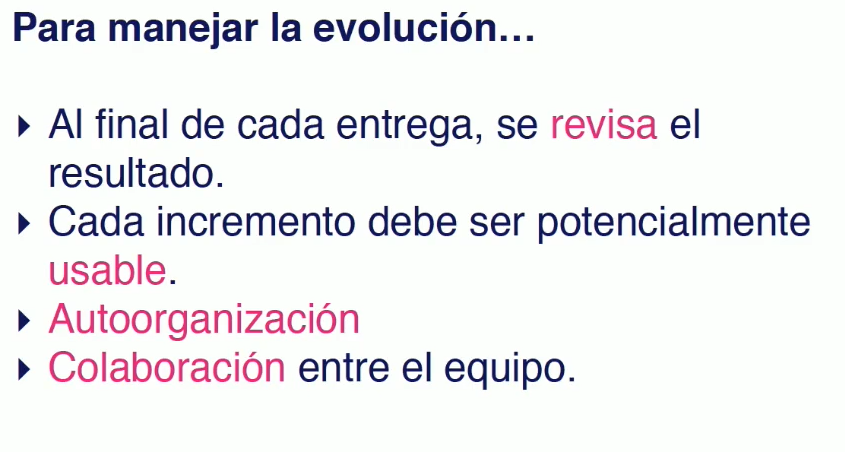 Para manejar la evolución...
Al final de cada entrega, se revisa el
resultado.
Cada incremento debe ser potencialmente
usable.
Autoorganización
Colaboración entre el equipo.